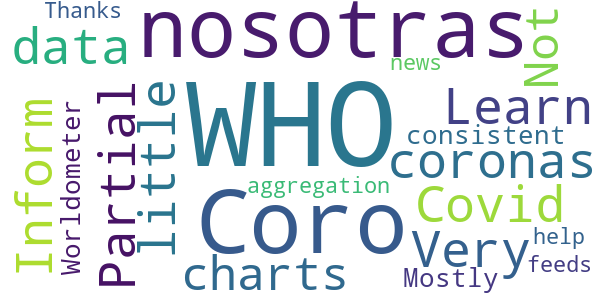 Thanks
nosotras
Not
data
news
WHO
Learn
little
Partial
Inform
Worldometer
consistent
coronas
aggregation
Covid
Coro
Very
help
charts
Mostly
feeds